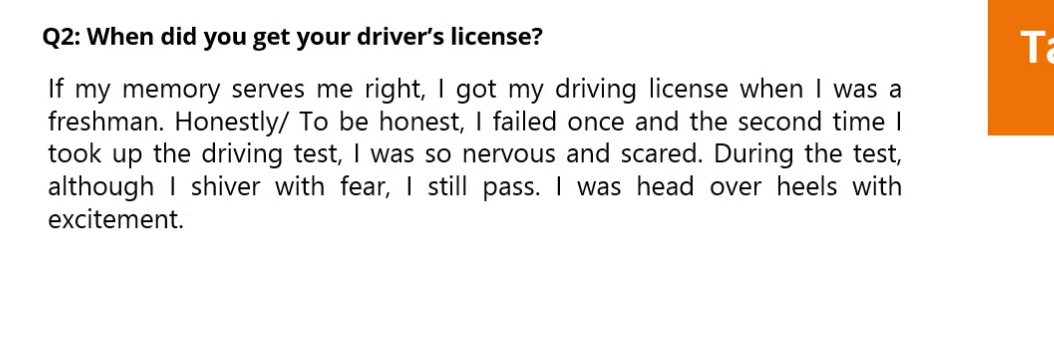 Q2: When did you get your driver's license?
If my memory serves me right, I got my driving license when I was a
freshman. Honestly/ To be honest, I failed once and the second time I
took up the driving test, I was so nervous and scared. During the test,
although I shiver with fear, I still pass. I was head over heels with
excitement.